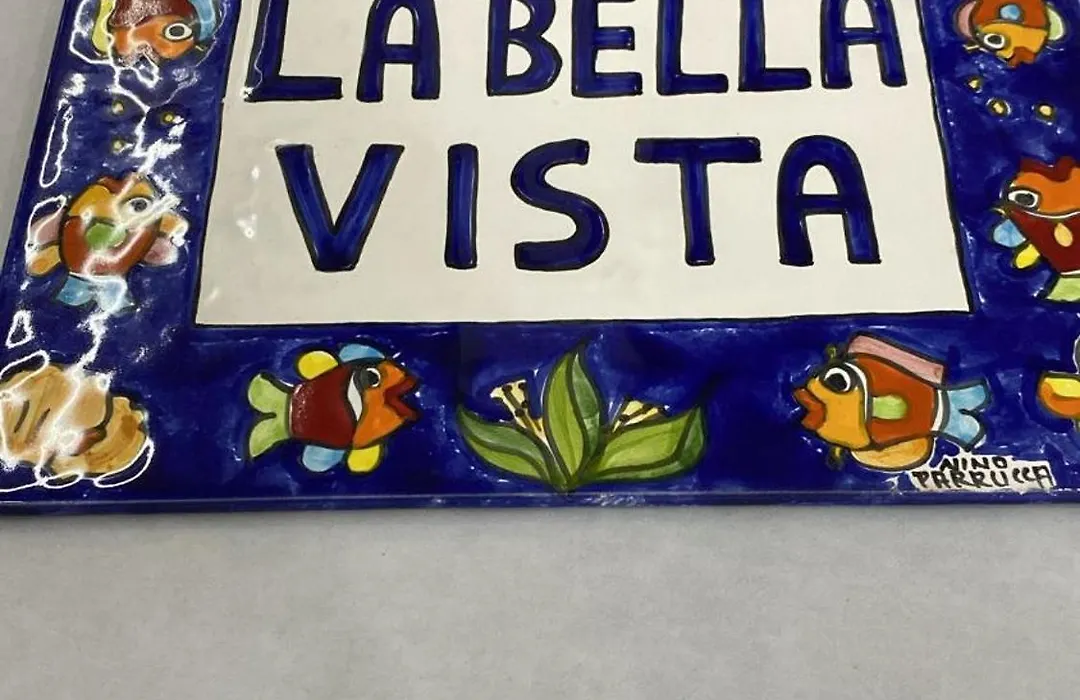 LA BELLA
VISTA
NINO
PARRUCCA